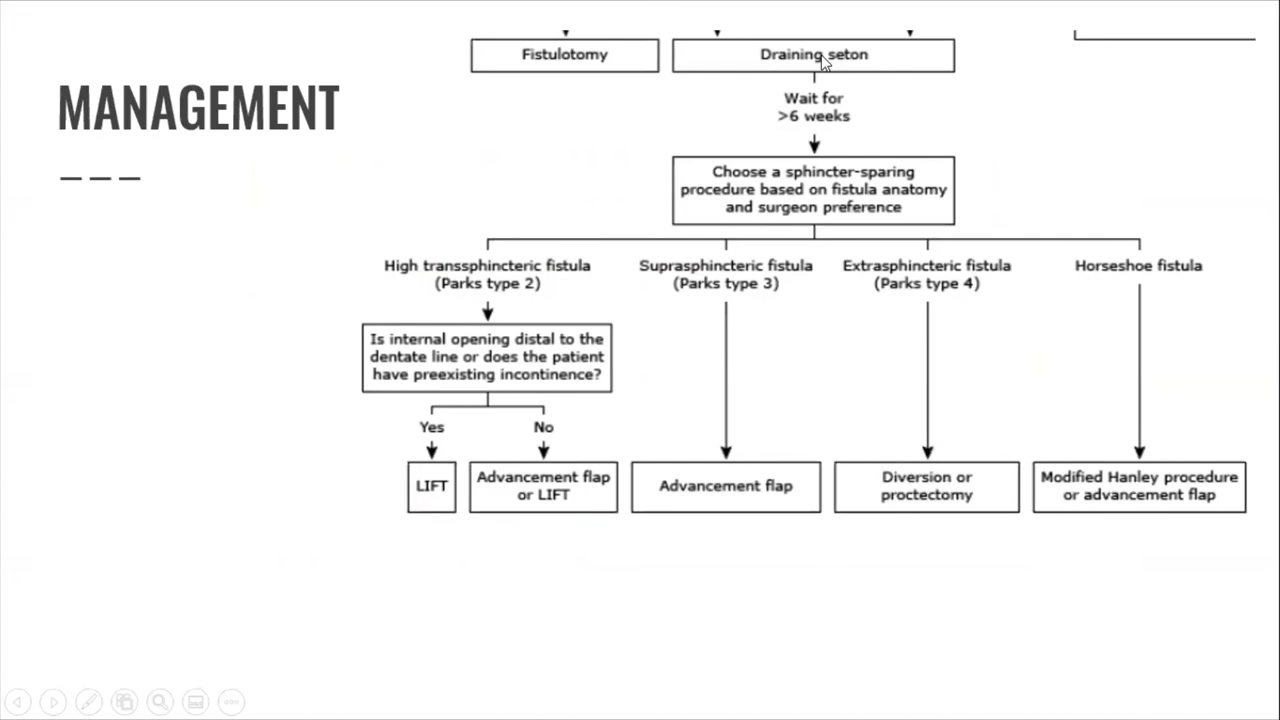 Fistulotomy
Draining seton
MANAGEMENT
Wait for
>6 weeks
Choose a sphincter-sparing
procedure based on fistula anatomy
and surgeon preference
High transsphincteric fistula
(Parks type 2)
Suprasphincteric fistula
(Parks type 3)
Extrasphincteric fistula
(Parks type 4)
Horseshoe fistula
Is internal opening distal to the
dentate line or does the patient
have preexisting incontinence?
Yes
No
LIFT
Advancement flap
or LIFT
Advancement flap
Diversion or
proctectomy
Modified Hanley procedure
or advancement flap